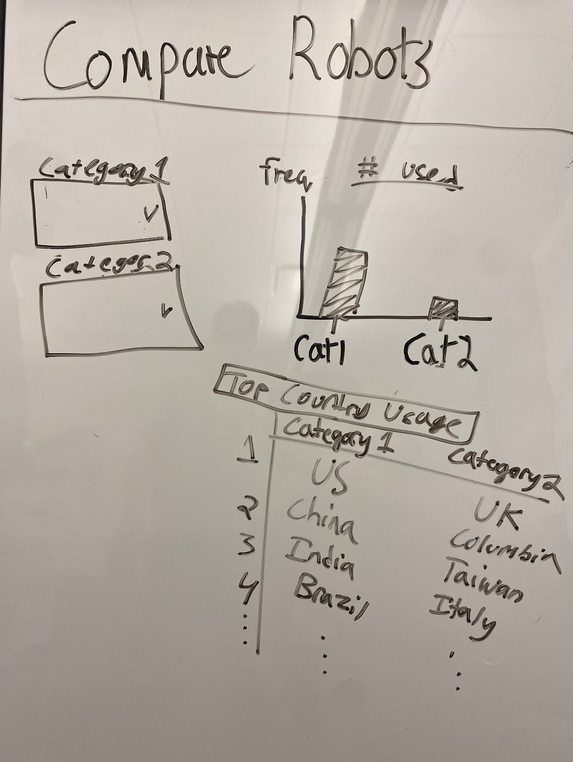 Compare Robots
Category 1
Category 2
freq
# used
Cat1
Cat2
Top Country Usage
Category 1
Category 2
1 US UK
2 China Columbia
3 India Taiwan
4 Brazil Italy